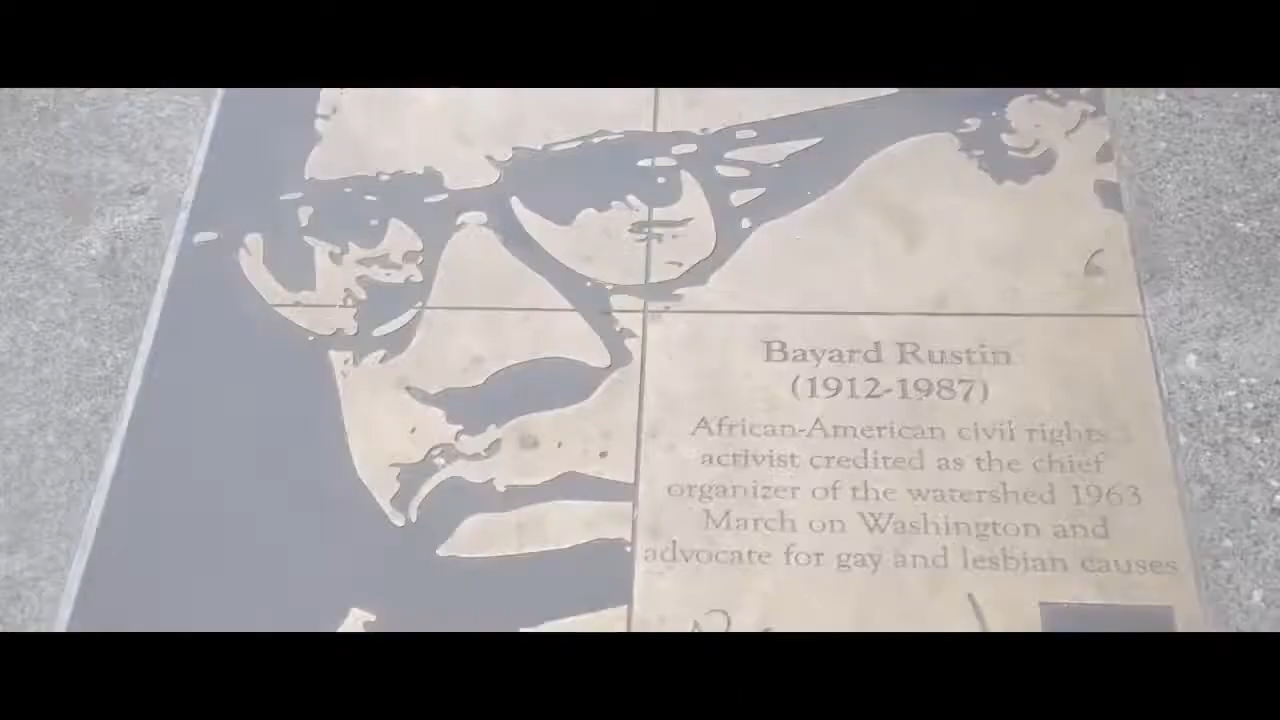 Bayard Rustin
(1912-1987)
African-American civil rights
activist credited as the chief
organizer of the watershed 1963
March on Washington and
advocate for gay and lesbian causes